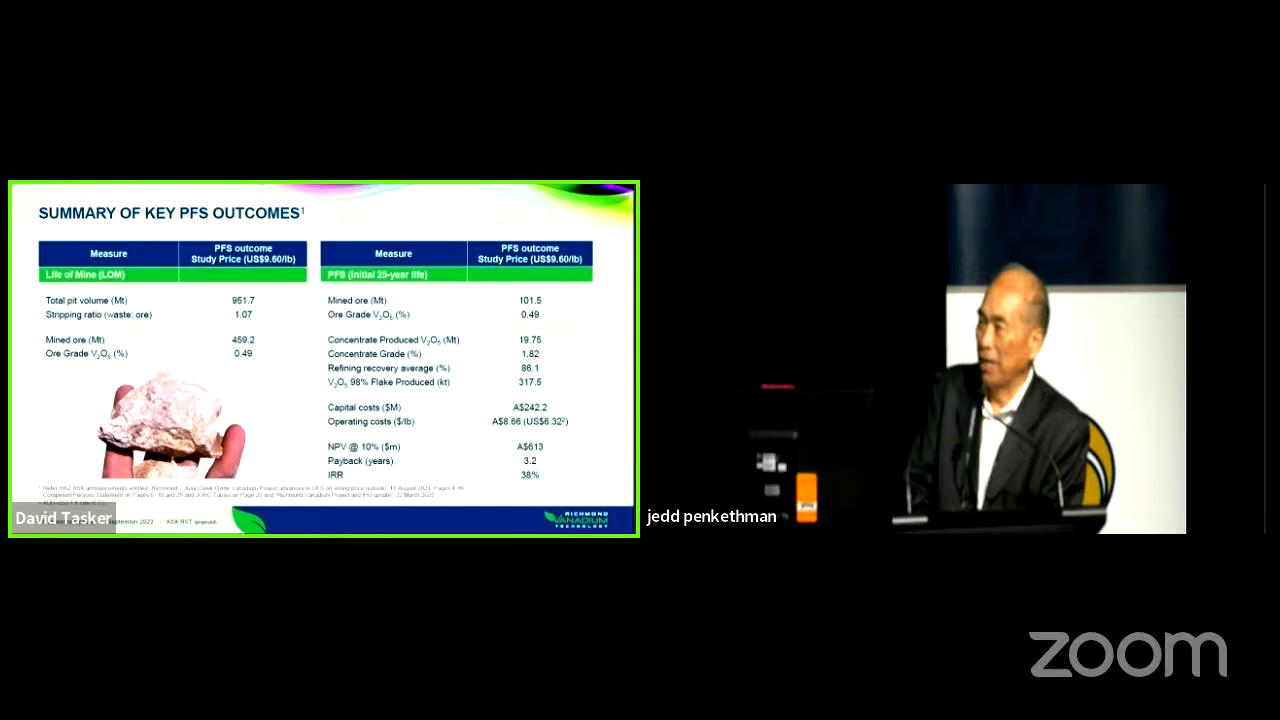 SUMMARY OF KEY PFS OUTCOMES¹
Measure PFS outcome
Study Price (US$9.60/lb)
Life of Mine (LOM)
Total pit volume (Mt) 951.7
Stripping ratio (waste: ore) 1.07
Mined ore (Mt) 459.2
Ore Grade V₂O₅ (%) 0.49
Measure PFS outcome
Study Price (US$9.60/lb)
PFS (Initial 25-year life)
Mined ore (Mt) 101.5
Ore Grade V₂O₅ (%) 0.49
Concentrate Produced V₂O₅ (Mt) 19.75
Concentrate Grade (%) 1.82
Refining recovery average (%) 86.1
V₂O₅ 98% Flake Produced (kt) 317.5
Capital costs ($M) A$242.2
Operating costs ($/lb) A$8.66 (US$6.32²)
NPV @ 10% ($m) A$613
Payback (years) 3.2
IRR 38%
David Tasker
September 2022
RICHMOND
VANADIUM
TECHNOLOGY
jedd penkethman
zoom